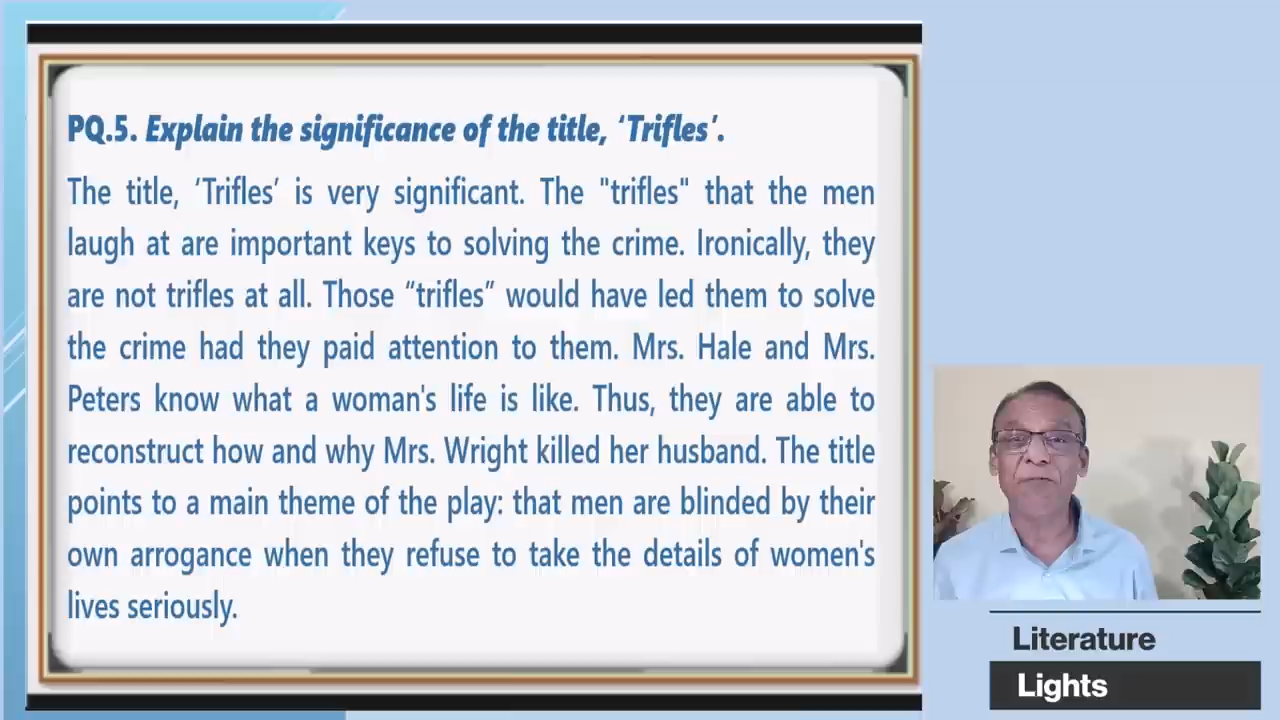 PQ.5. Explain the significance of the title, ‘Trifles’.
The title, ‘Trifles’ is very significant. The "trifles" that the men
laugh at are important keys to solving the crime. Ironically, they
are not trifles at all. Those “trifles” would have led them to solve
the crime had they paid attention to them. Mrs. Hale and Mrs.
Peters know what a woman's life is like. Thus, they are able to
reconstruct how and why Mrs. Wright killed her husband. The title
points to a main theme of the play: that men are blinded by their
own arrogance when they refuse to take the details of women's
lives seriously.
Literature
Lights